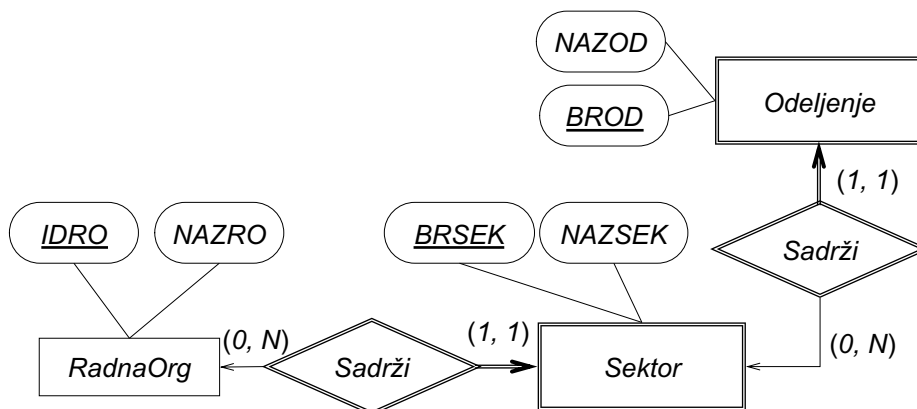 NAZOD
Odeljenje
BROD
(1, 1)
IDRO
NAZRO
BRSEK
NAZSEK
Sadrži
(0, N)
(1, 1)
(0, N)
RadnaOrg
Sadrži
Sektor